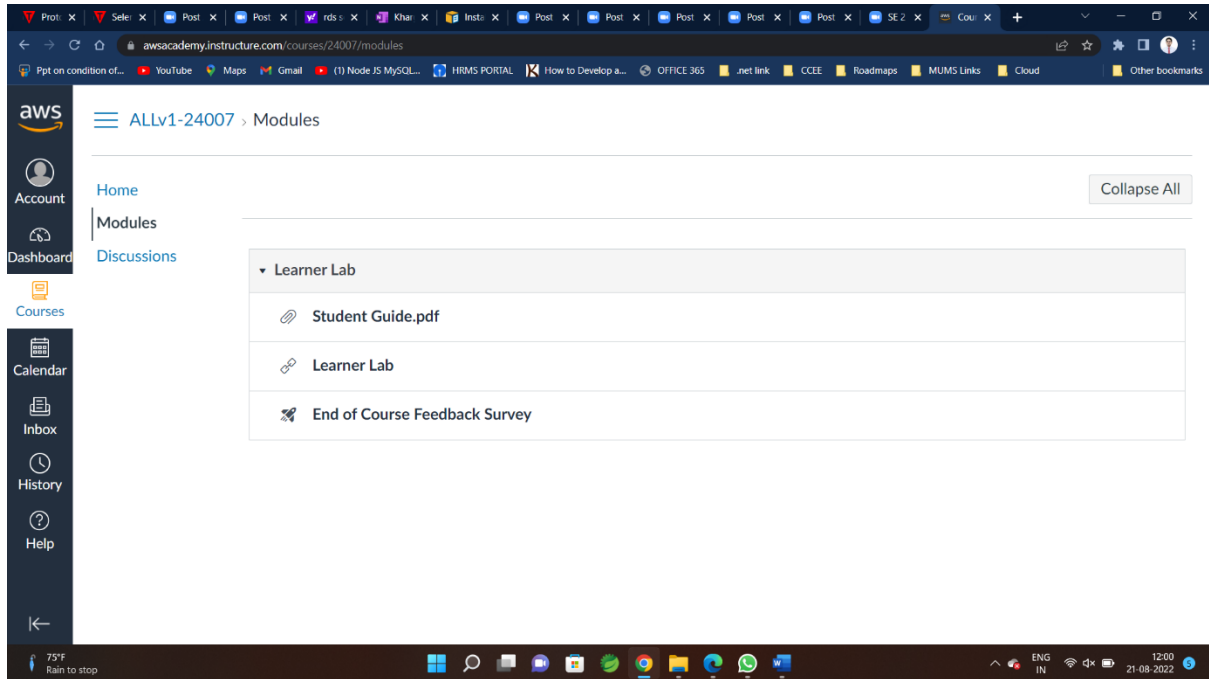 Proto
Sele
Post
Post
rds s
Khar
Insta
Post
Post
Post
Post
Post
SE 2
Cour
awsacademy.instructure.com/courses/24007/modules
Ppt on condition of... YouTube Maps Gmail (1) Node JS MySQL... HRMS PORTAL How to Develop a... OFFICE 365 .net link CCEE Roadmaps MUMS Links Cloud Other bookmarks
aws
ALLv1-24007 › Modules
Account
Dashboard
Courses
Calendar
Inbox
History
Help
Home
Modules
Discussions
Collapse All
Learner Lab
Student Guide.pdf
Learner Lab
End of Course Feedback Survey
75°F
Rain to stop
ENG
IN
12:00
21-08-2022
5